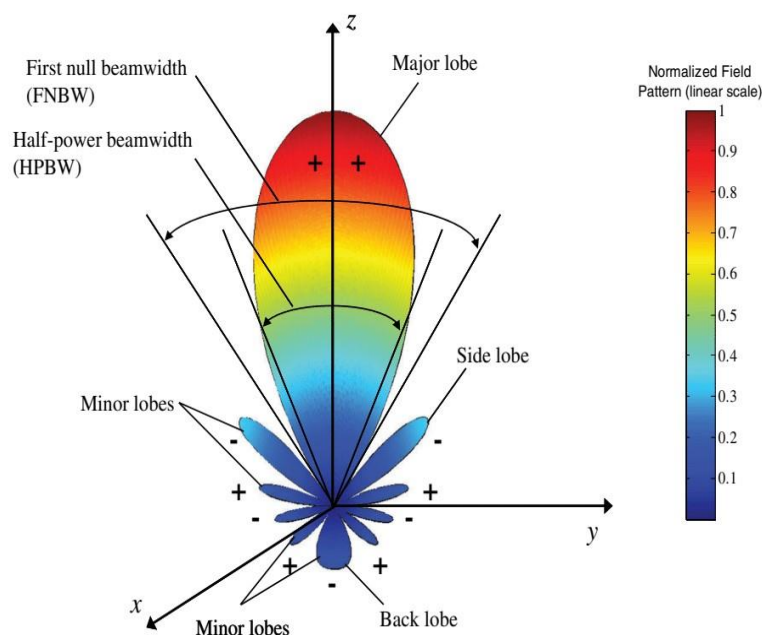 z
First null beamwidth
(FNBW)
Major lobe
Half-power beamwidth
(HPBW)
+ +
Normalized Field
Pattern (linear scale)
1
0.9
0.8
0.7
0.6
0.5
0.4
0.3
0.2
0.1
Side lobe
Minor lobes
- -
+ +
- -
y
+ - +
x
Minor lobes
Back lobe